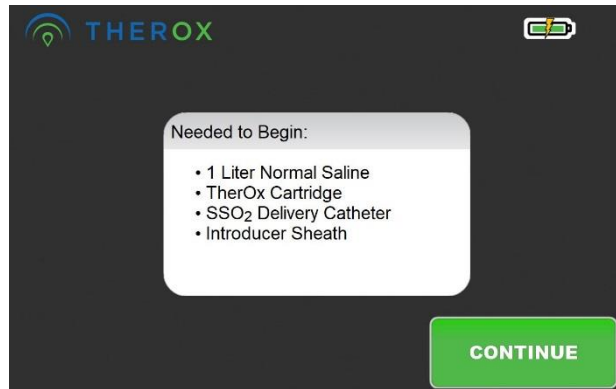 THEROX
Needed to Begin:
• 1 Liter Normal Saline
• TherOx Cartridge
• SSO₂ Delivery Catheter
• Introducer Sheath
CONTINUE